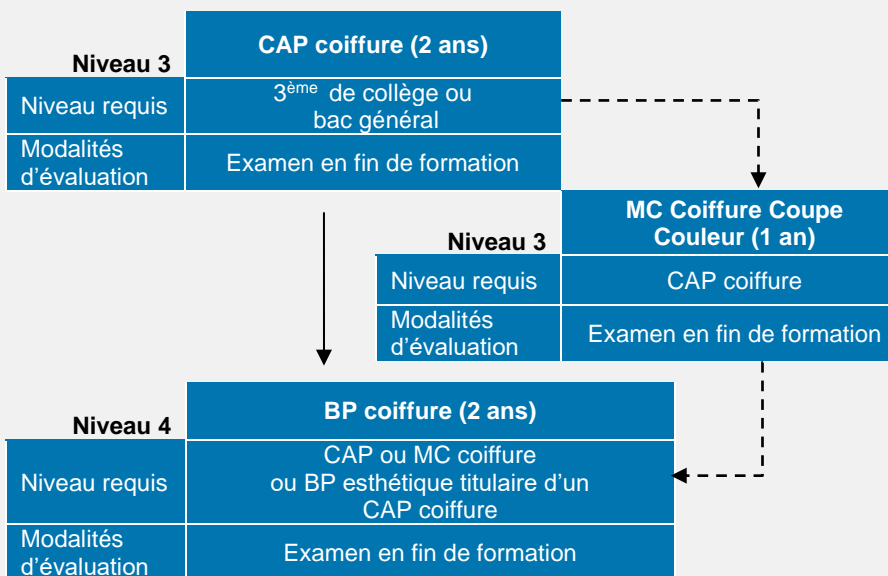 CAP coiffure (2 ans)
Niveau 3
Niveau requis
3ème de collège ou
bac général
Modalités
d'évaluation
Examen en fin de formation
MC Coiffure Coupe
Couleur (1 an)
Niveau 3
Niveau requis
CAP coiffure
Modalités
d'évaluation
Examen en fin de formation
BP coiffure (2 ans)
Niveau 4
Niveau requis
CAP ou MC coiffure
ou BP esthétique titulaire d’un
CAP coiffure
Modalités
d'évaluation
Examen en fin de formation